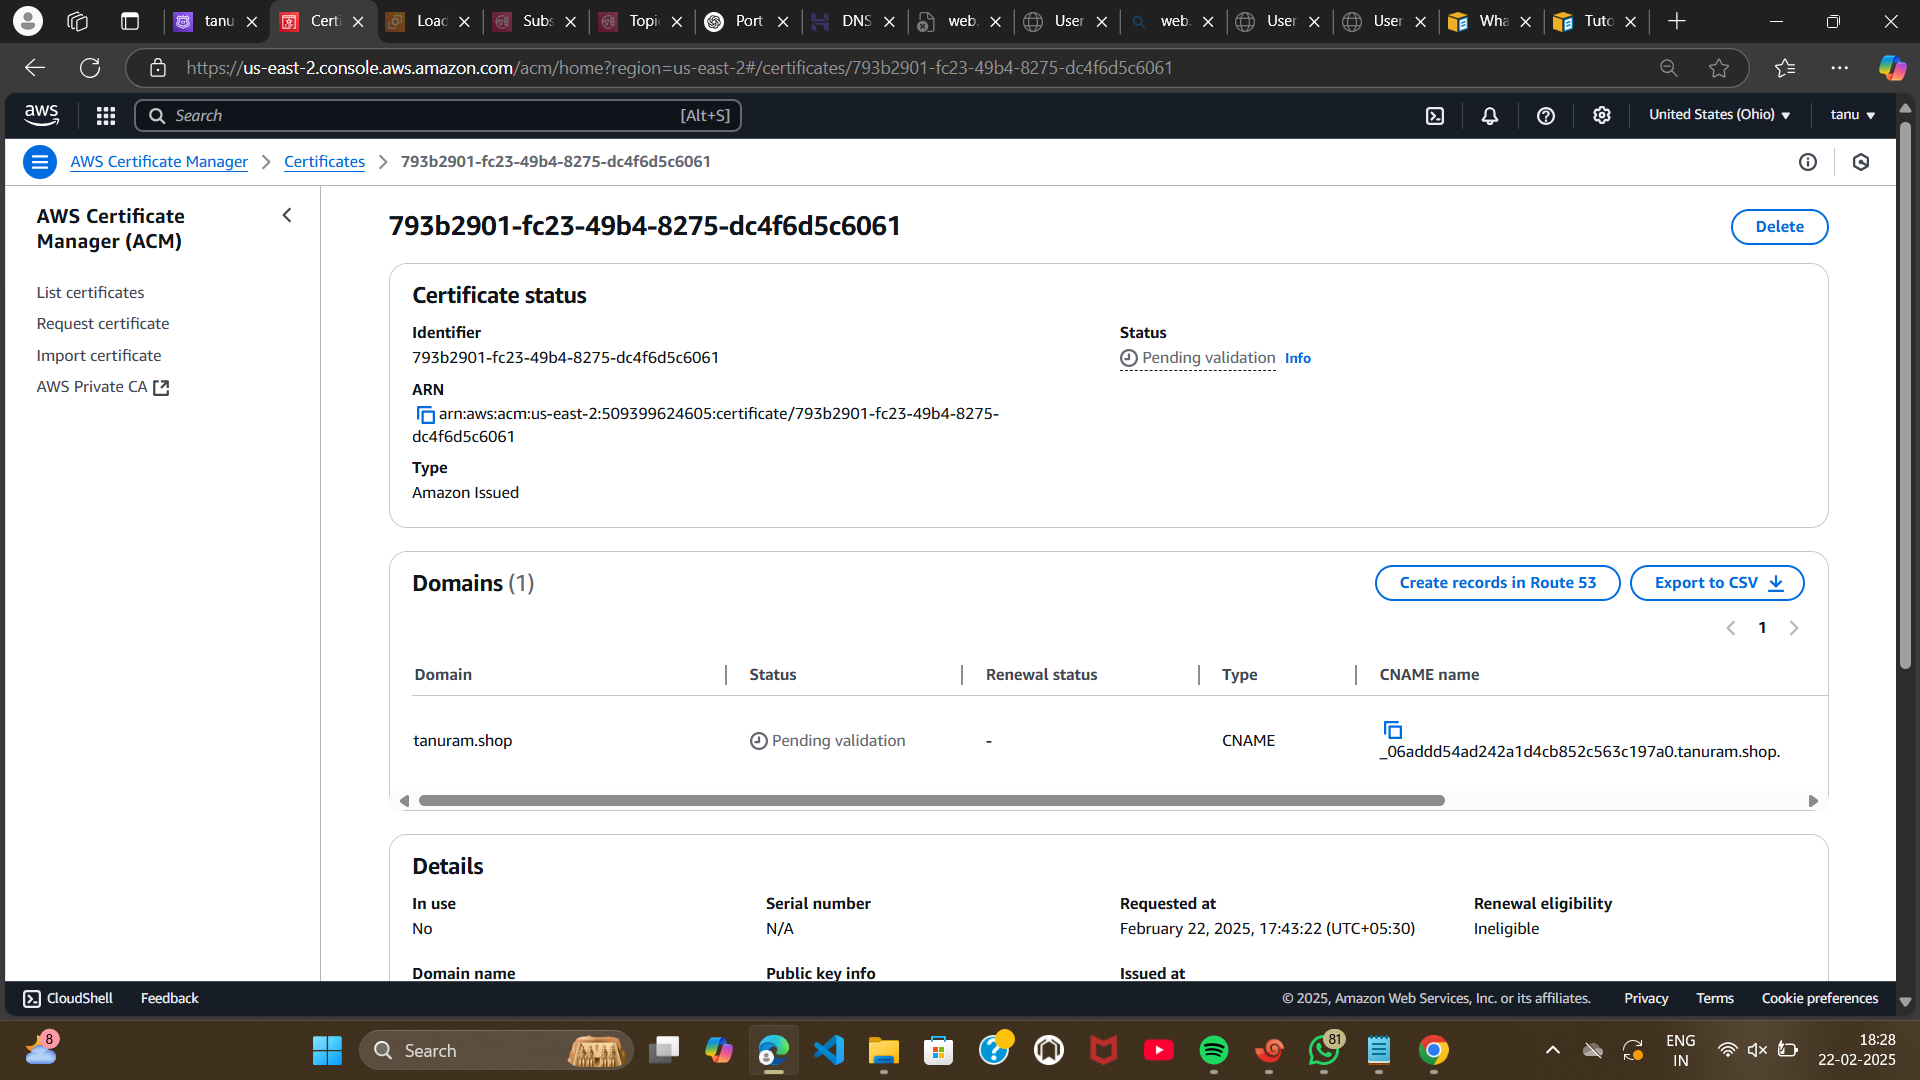 tanu
Certi
Load
Subs
Topic
Port
DNS
web.
User
web.
User
User
Wha
Tuto
https://us-east-2.console.aws.amazon.com/acm/home?region=us-east-2#/certificates/793b2901-fc23-49b4-8275-dc4f6d5c6061
aws
Search
[Alt+S]
United States (Ohio)
tanu
AWS Certificate Manager
Certificates
793b2901-fc23-49b4-8275-dc4f6d5c6061
AWS Certificate
Manager (ACM)
List certificates
Request certificate
Import certificate
AWS Private CA
793b2901-fc23-49b4-8275-dc4f6d5c6061
Delete
Certificate status
Identifier
793b2901-fc23-49b4-8275-dc4f6d5c6061
ARN
arn:aws:acm:us-east-2:509399624605:certificate/793b2901-fc23-49b4-8275-
dc4f6d5c6061
Type
Amazon Issued
Status
Pending validation Info
Domains (1)
Create records in Route 53
Export to CSV
1
Domain
Status
Renewal status
Type
CNAME name
tanuram.shop
Pending validation
-
CNAME
_06addd54ad242a1d4cb852c563c197a0.tanuram.shop.
Details
In use
No
Serial number
N/A
Requested at
February 22, 2025, 17:43:22 (UTC+05:30)
Renewal eligibility
Ineligible
Domain name
Public key info
Issued at
CloudShell
Feedback
© 2025, Amazon Web Services, Inc. or its affiliates.
Privacy
Terms
Cookie preferences
8
Search
81
ENG
IN
18:28
22-02-2025